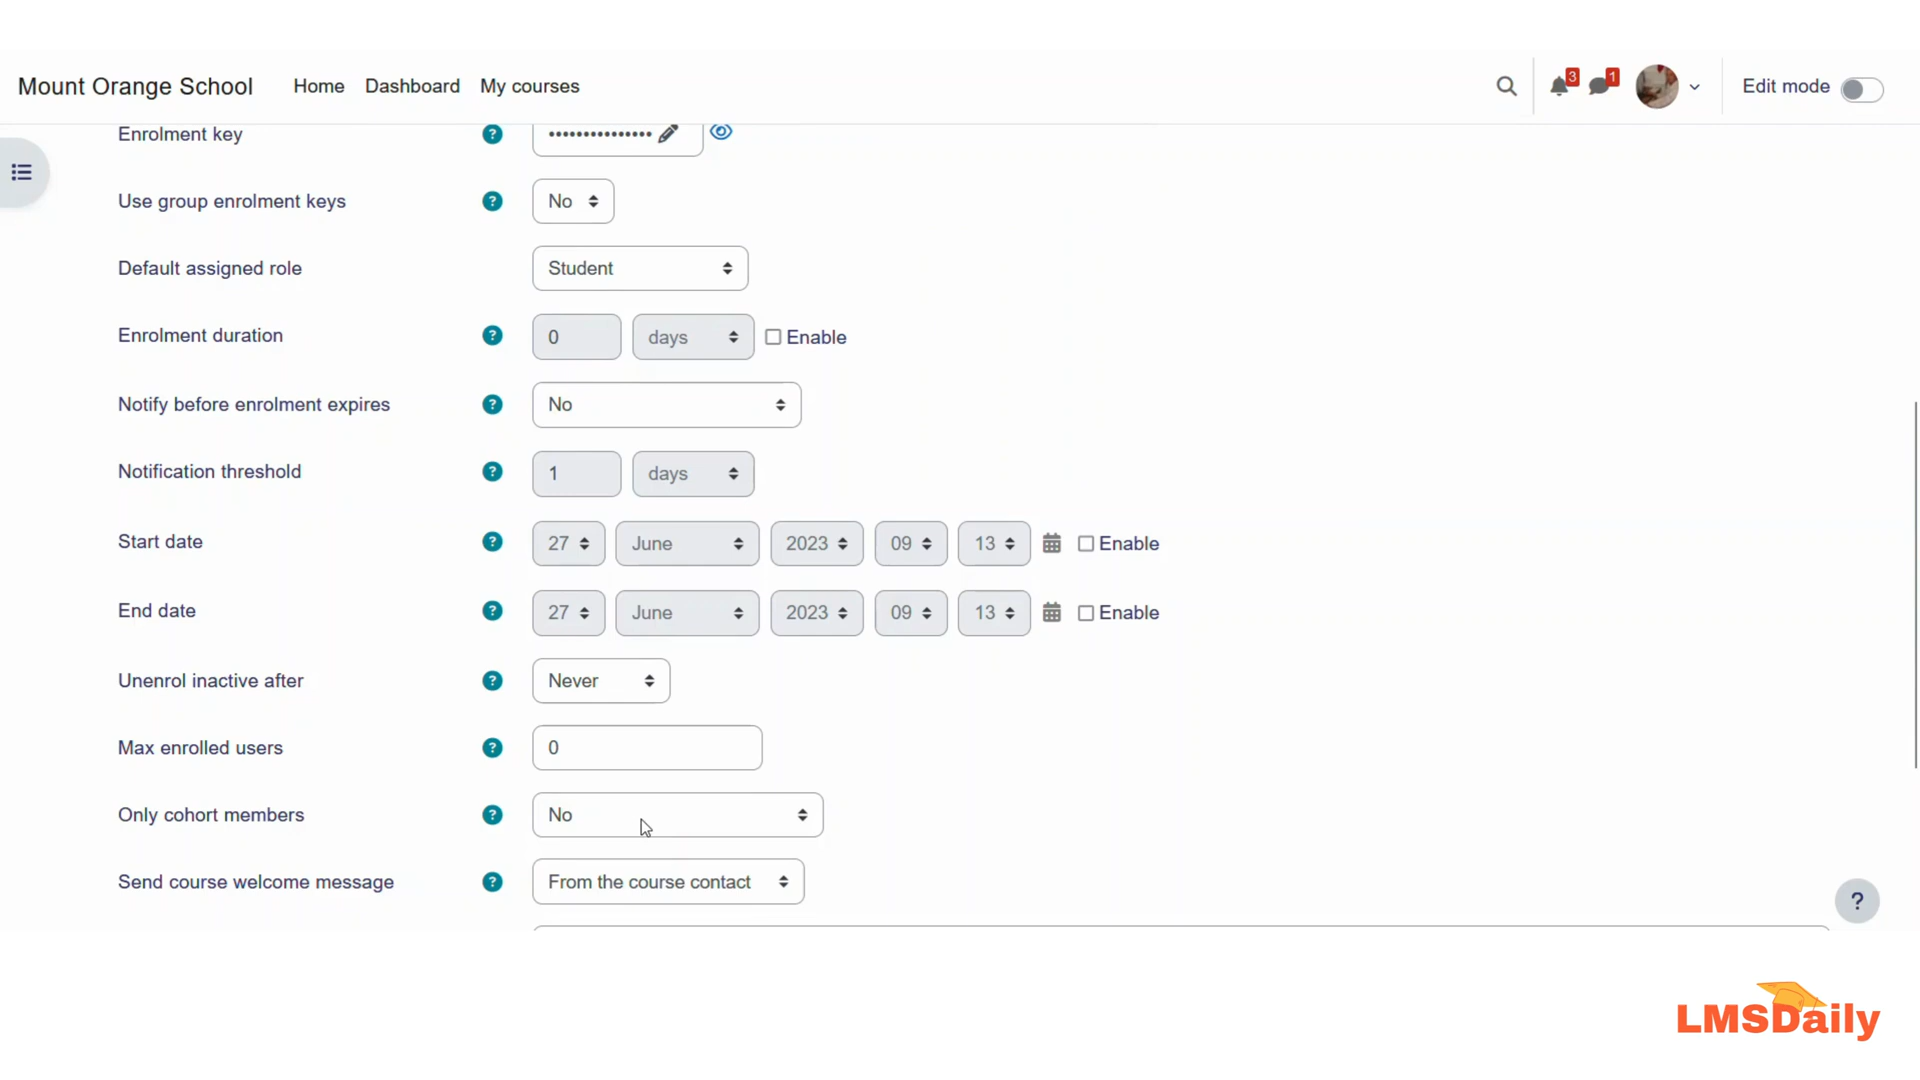 Mount Orange School Home Dashboard My courses 3 1 Edit mode
Enrolment key ? •••••••••••••••
Use group enrolment keys ? No
Default assigned role Student
Enrolment duration ? 0 days Enable
Notify before enrolment expires ? No
Notification threshold ? 1 days
Start date ? 27 June 2023 09 13 Enable
End date ? 27 June 2023 09 13 Enable
Unenrol inactive after ? Never
Max enrolled users ? 0
Only cohort members ? No
Send course welcome message ? From the course contact
?
LMSDaily